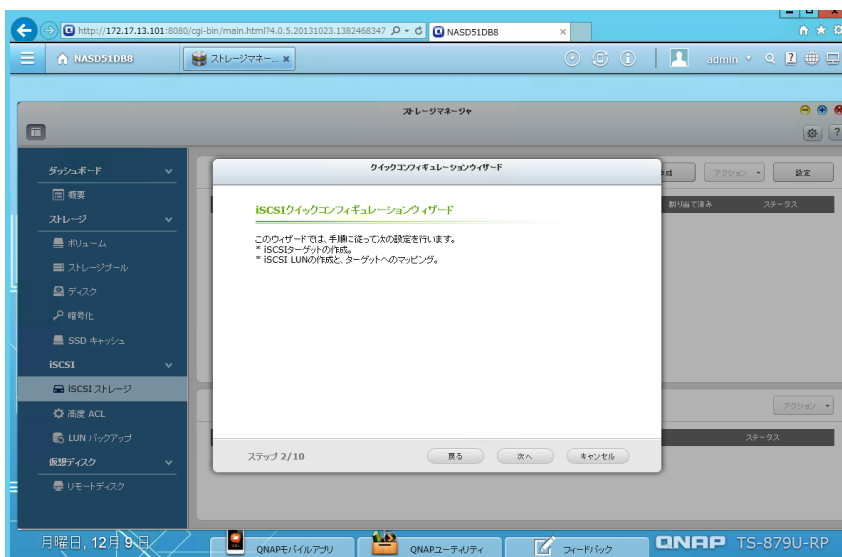 http://172.17.13.101:8080/cgi-bin/main.html?4.0.5.20131023.1382468347
NASD51DB8
NASD51DB8
ストレージマネー...
admin
ストレージマネージャ
ダッシュボード
概要
ストレージ
ボリューム
ストレージプール
ディスク
暗号化
SSD キャッシュ
iSCSI
iSCSI ストレージ
高度 ACL
LUN バックアップ
仮想ディスク
リモートディスク
クイックコンフィギュレーションウィザード
iSCSIクイックコンフィギュレーションウィザード
このウィザードでは、手順に従って次の設定を行います。
* iSCSIターゲットの作成。
* iSCSI LUNの作成と、ターゲットへのマッピング。
ステップ 2/10
戻る
次へ
キャンセル
アクション
設定
割り当て済み
ステータス
アクション
ステータス
月曜日, 12月 9日
QNAPモバイルアプリ
QNAPユーティリティ
フィードバック
QNAP TS-879U-RP